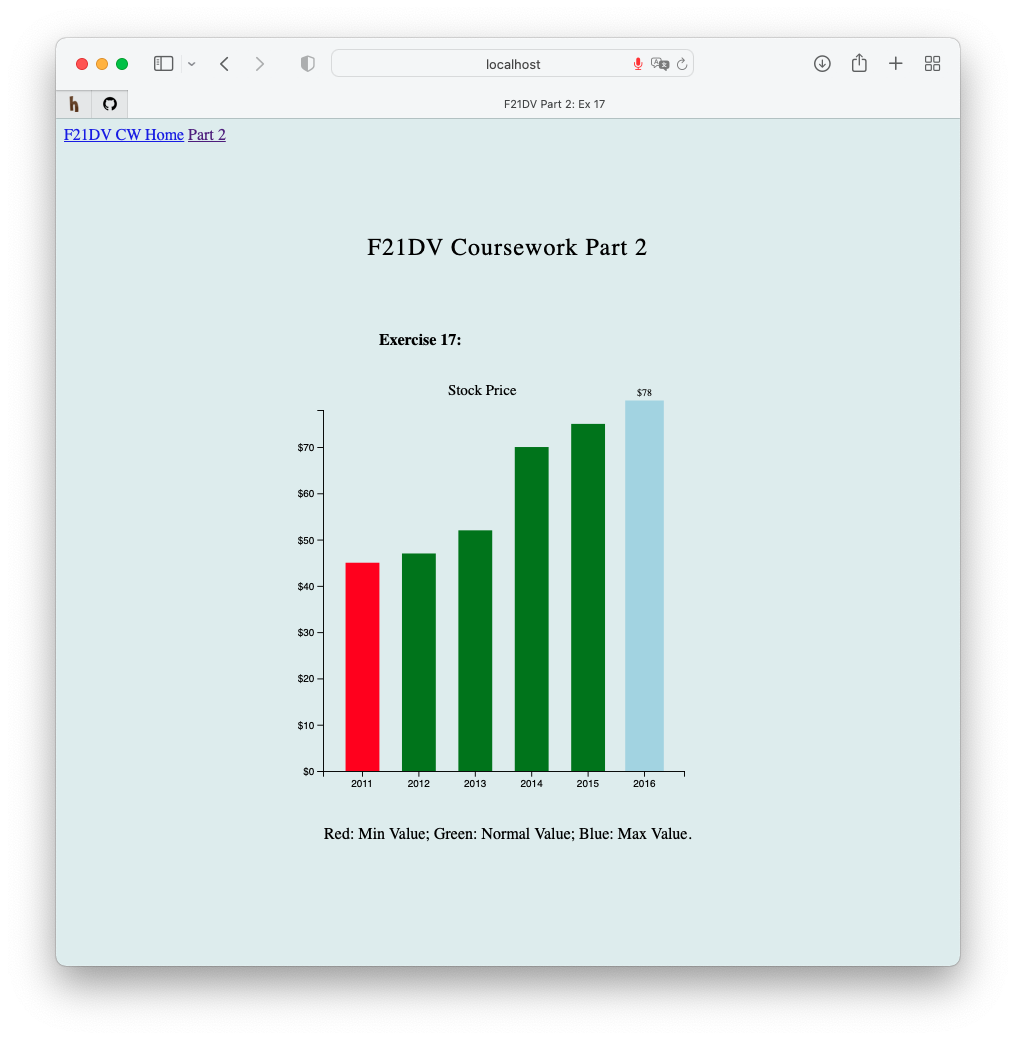 localhost
h
F21DV Part 2: Ex 17
F21DV CW Home Part 2
F21DV Coursework Part 2
Exercise 17:
Stock Price
$78
$70
$60
$50
$40
$30
$20
$10
$0
2011 2012 2013 2014 2015 2016
Red: Min Value; Green: Normal Value; Blue: Max Value.